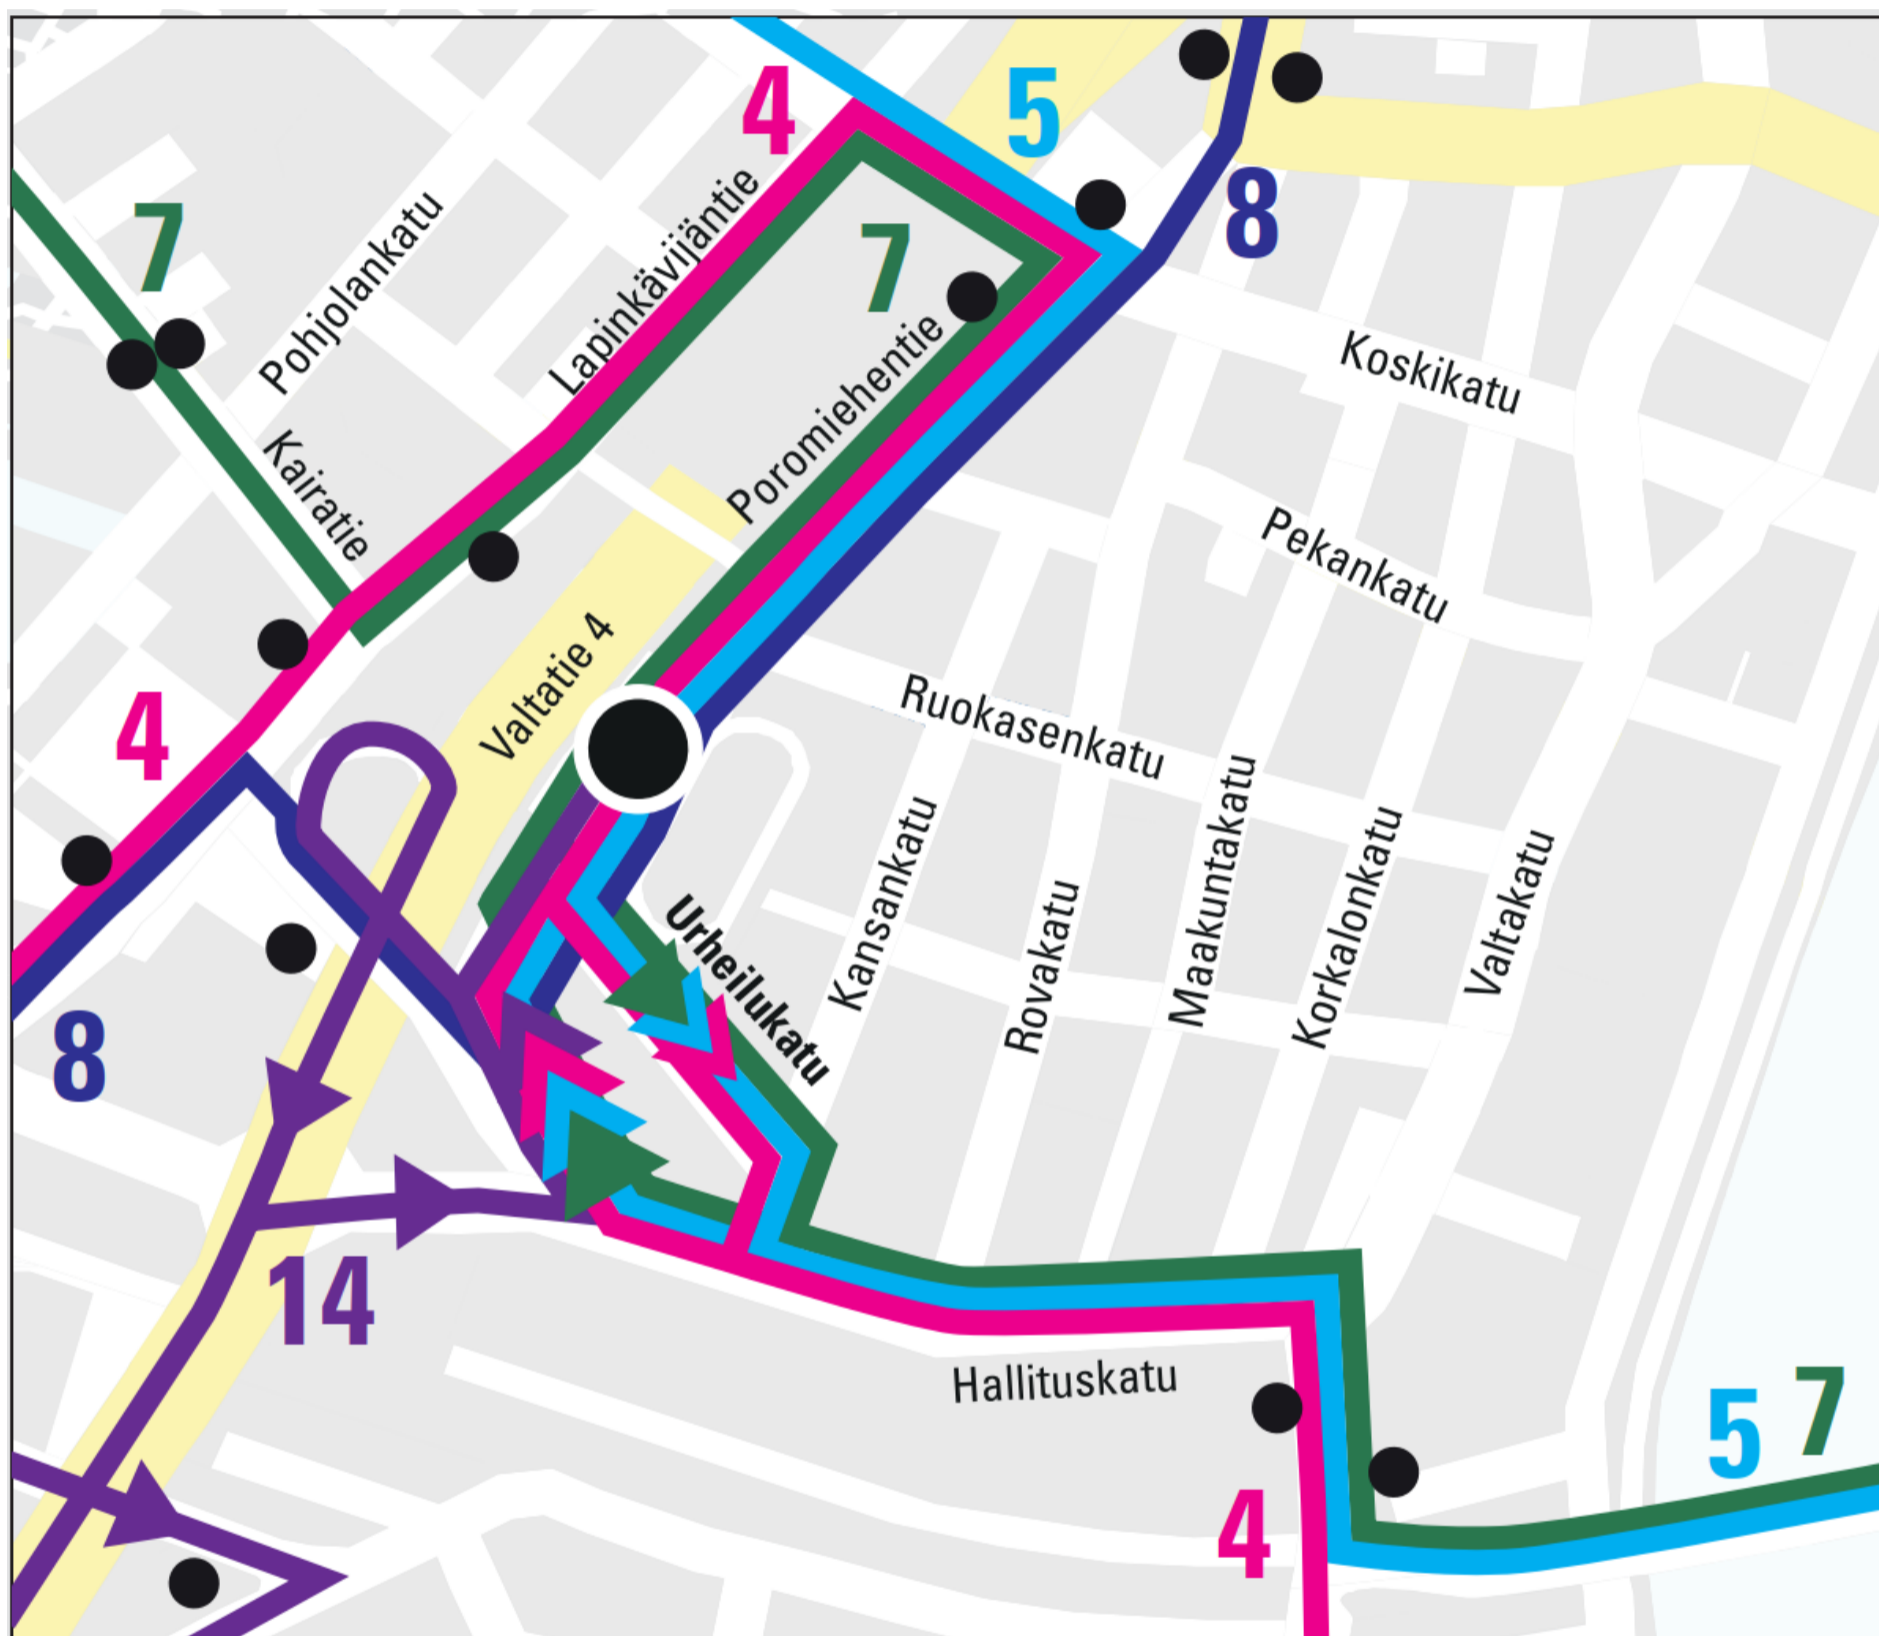 4
5
8
7
7
Pohjolankatu
Lapinkävijäntie
Poromiehentie
Koskikatu
Kairatie
Pekankatu
Valtatie 4
4
Ruokasenkatu
Kansankatu
Rovakatu
Maakuntakatu
Korkalonkatu
Valtakatu
Urheilukatu
8
14
Hallituskatu
5
7
4